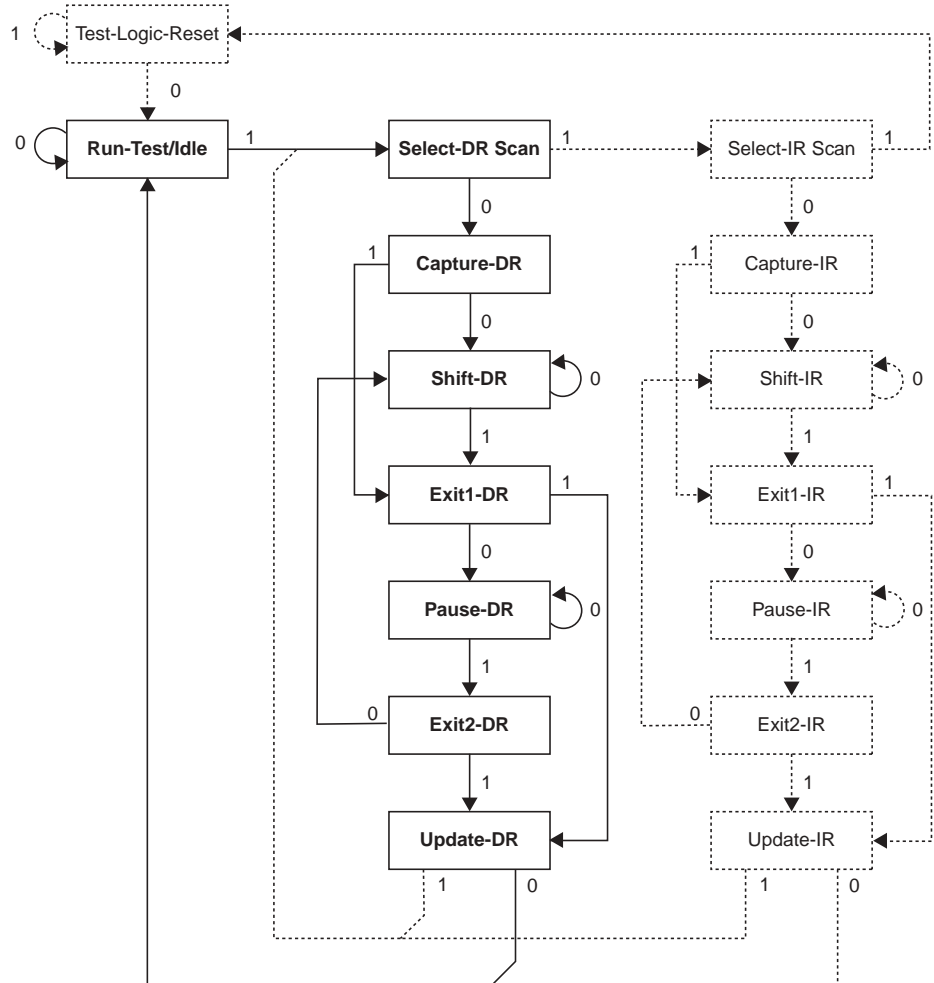 1
Test-Logic-Reset
0
0
Run-Test/Idle
1
Select-DR Scan
1
Select-IR Scan
1
0
0
1
Capture-DR
1
Capture-IR
0
0
Shift-DR
0
Shift-IR
0
1
1
Exit1-DR
1
Exit1-IR
1
0
0
Pause-DR
0
Pause-IR
0
1
1
0
Exit2-DR
0
Exit2-IR
1
1
Update-DR
Update-IR
1
0
1
0